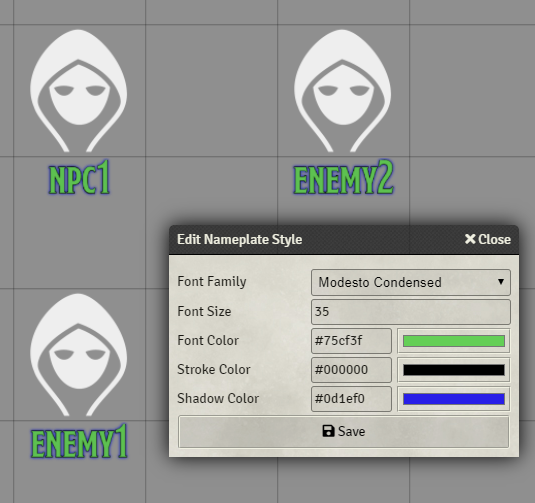 NPC1
ENEMY2
Edit Nameplate Style
Close
Font Family
Modesto Condensed
Font Size
35
Font Color
#75cf3f
Stroke Color
#000000
Shadow Color
#0d1ef0
Save
ENEMY1